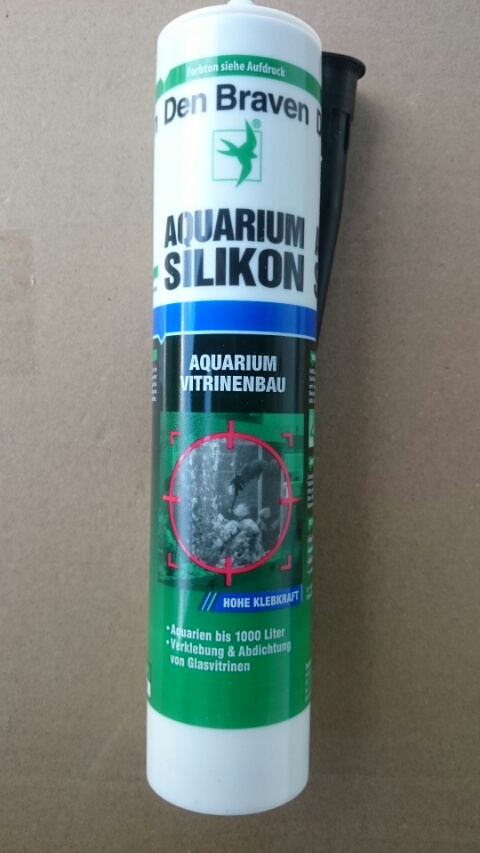 Farbton siehe Aufdruck
Den Braven
®
AQUARIUM
SILIKON
AQUARIUM
VITRINENBAU
HOHE KLEBKRAFT
• Aquarien bis 1000 Liter
• Verklebung & Abdichtung
von Glasvitrinen